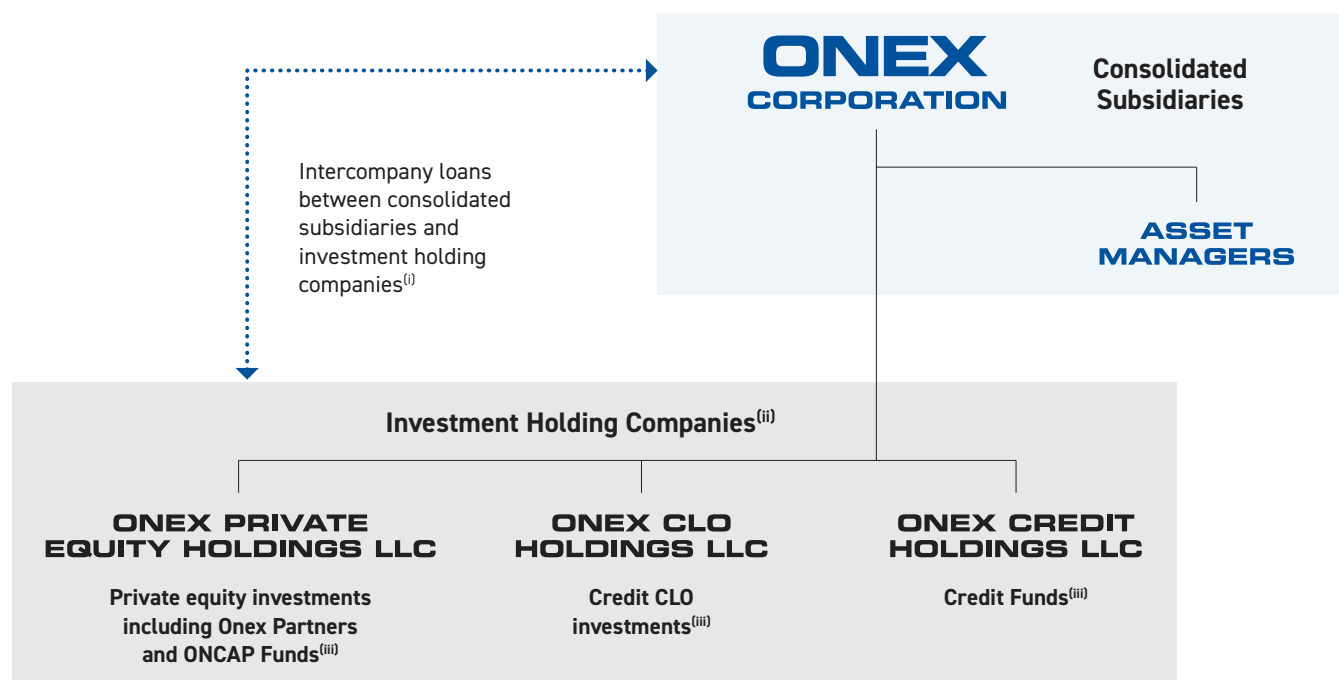 ONEX
CORPORATION
Consolidated
Subsidiaries
Intercompany loans
between consolidated
subsidiaries and
investment holding
companies(i)
ASSET
MANAGERS
Investment Holding Companies(ii)
ONEX PRIVATE
EQUITY HOLDINGS LLC
Private equity investments
including Onex Partners
and ONCAP Funds(iii)
ONEX CLO
HOLDINGS LLC
Credit CLO
investments(iii)
ONEX CREDIT
HOLDINGS LLC
Credit Funds(iii)